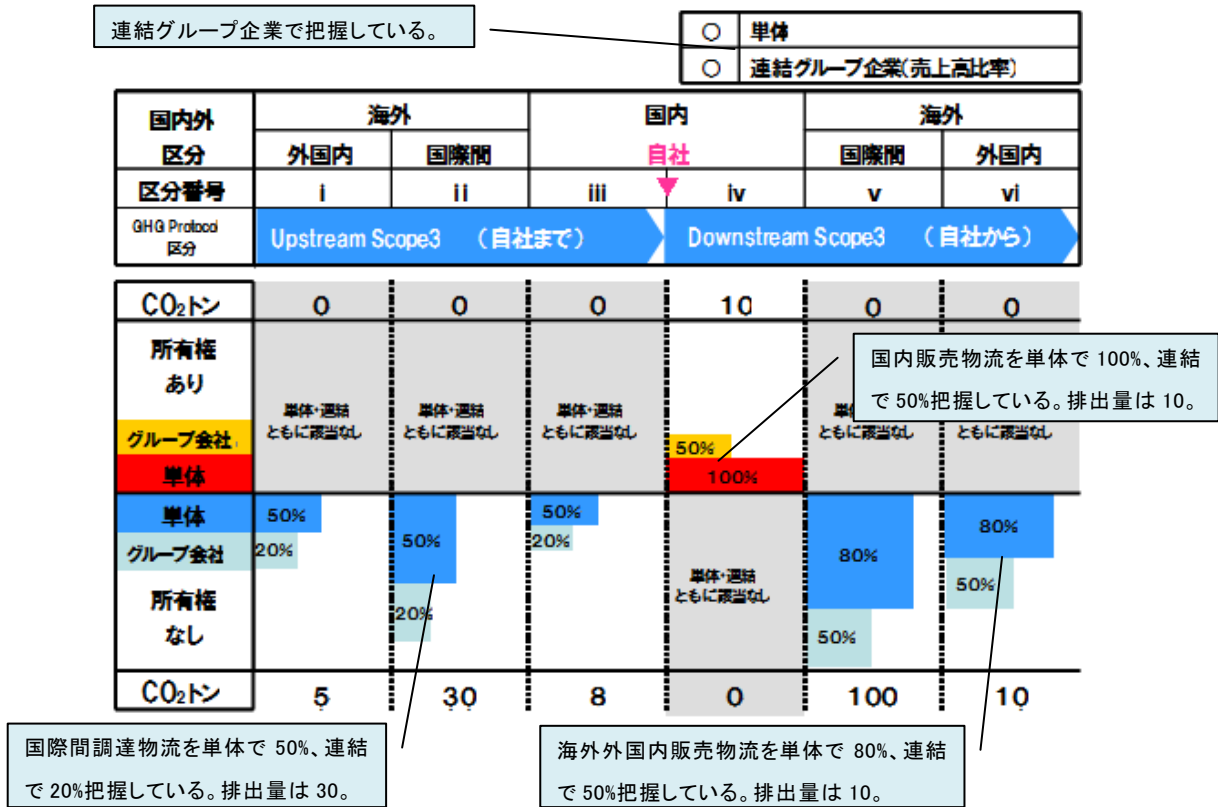 連結グループ企業で把握している。
○ 単体
○ 連結グループ企業(売上高比率)
国内外
区分
海外 国内 海外
外国内 国際間 自社 国際間 外国内
区分番号 i ii iii iv v vi
GHG Protocol
区分
Upstream Scope3 (自社まで) Downstream Scope3 (自社から)
CO₂トン 0 0 0 10 0 0
所有権
あり
国内販売物流を単体で 100%、連結
で 50%把握している。排出量は 10。
単体・連結
ともに該当なし
単体・連結
ともに該当なし
単体・連結
ともに該当なし
ともに該当なし
ともに該当なし
グループ会社 50%
単体 100%
単体 50% 50% 50% 80% 80%
グループ会社 20% 20% 20% 50% 50%
単体・連結
ともに該当なし
所有権
なし
CO₂トン 5 30 8 0 100 10
国際間調達物流を単体で 50%、連結
で 20%把握している。排出量は 30。
海外外国内販売物流を単体で 80%、連結
で 50%把握している。排出量は 10。